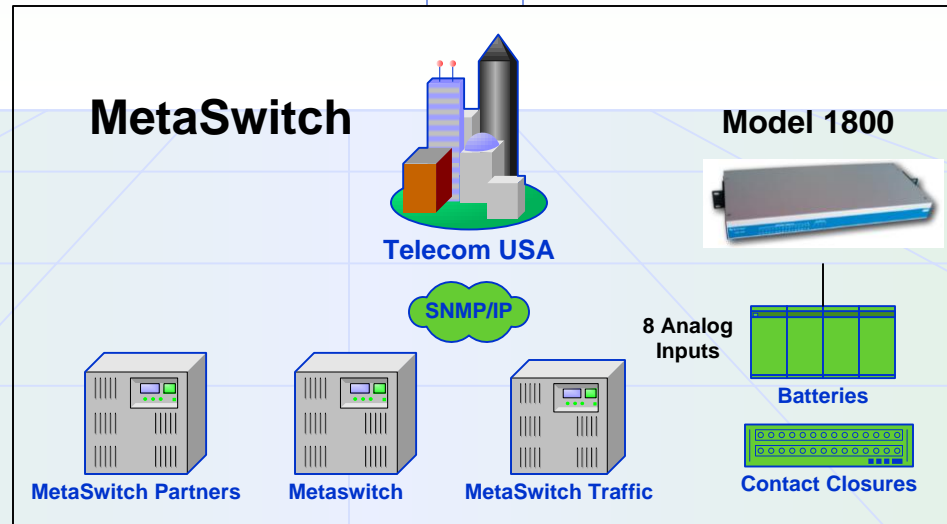 MetaSwitch
Model 1800
Telecom USA
SNMP/IP
8 Analog
Inputs
Batteries
MetaSwitch Partners
Metaswitch
MetaSwitch Traffic
Contact Closures